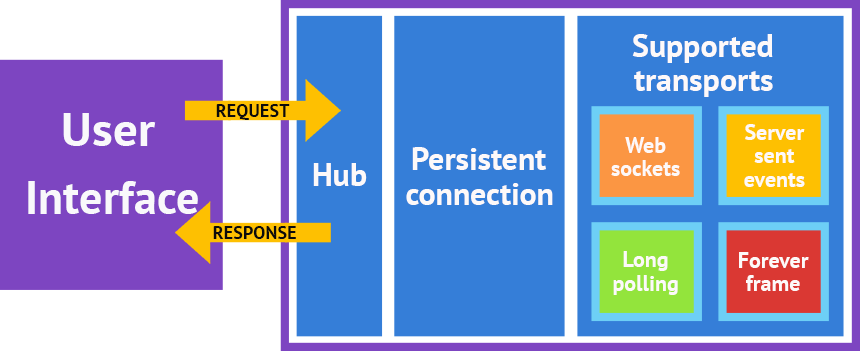 User
Interface
REQUEST
RESPONSE
Hub
Persistent
connection
Supported
transports
Web
sockets
Server
sent
events
Long
polling
Forever
frame